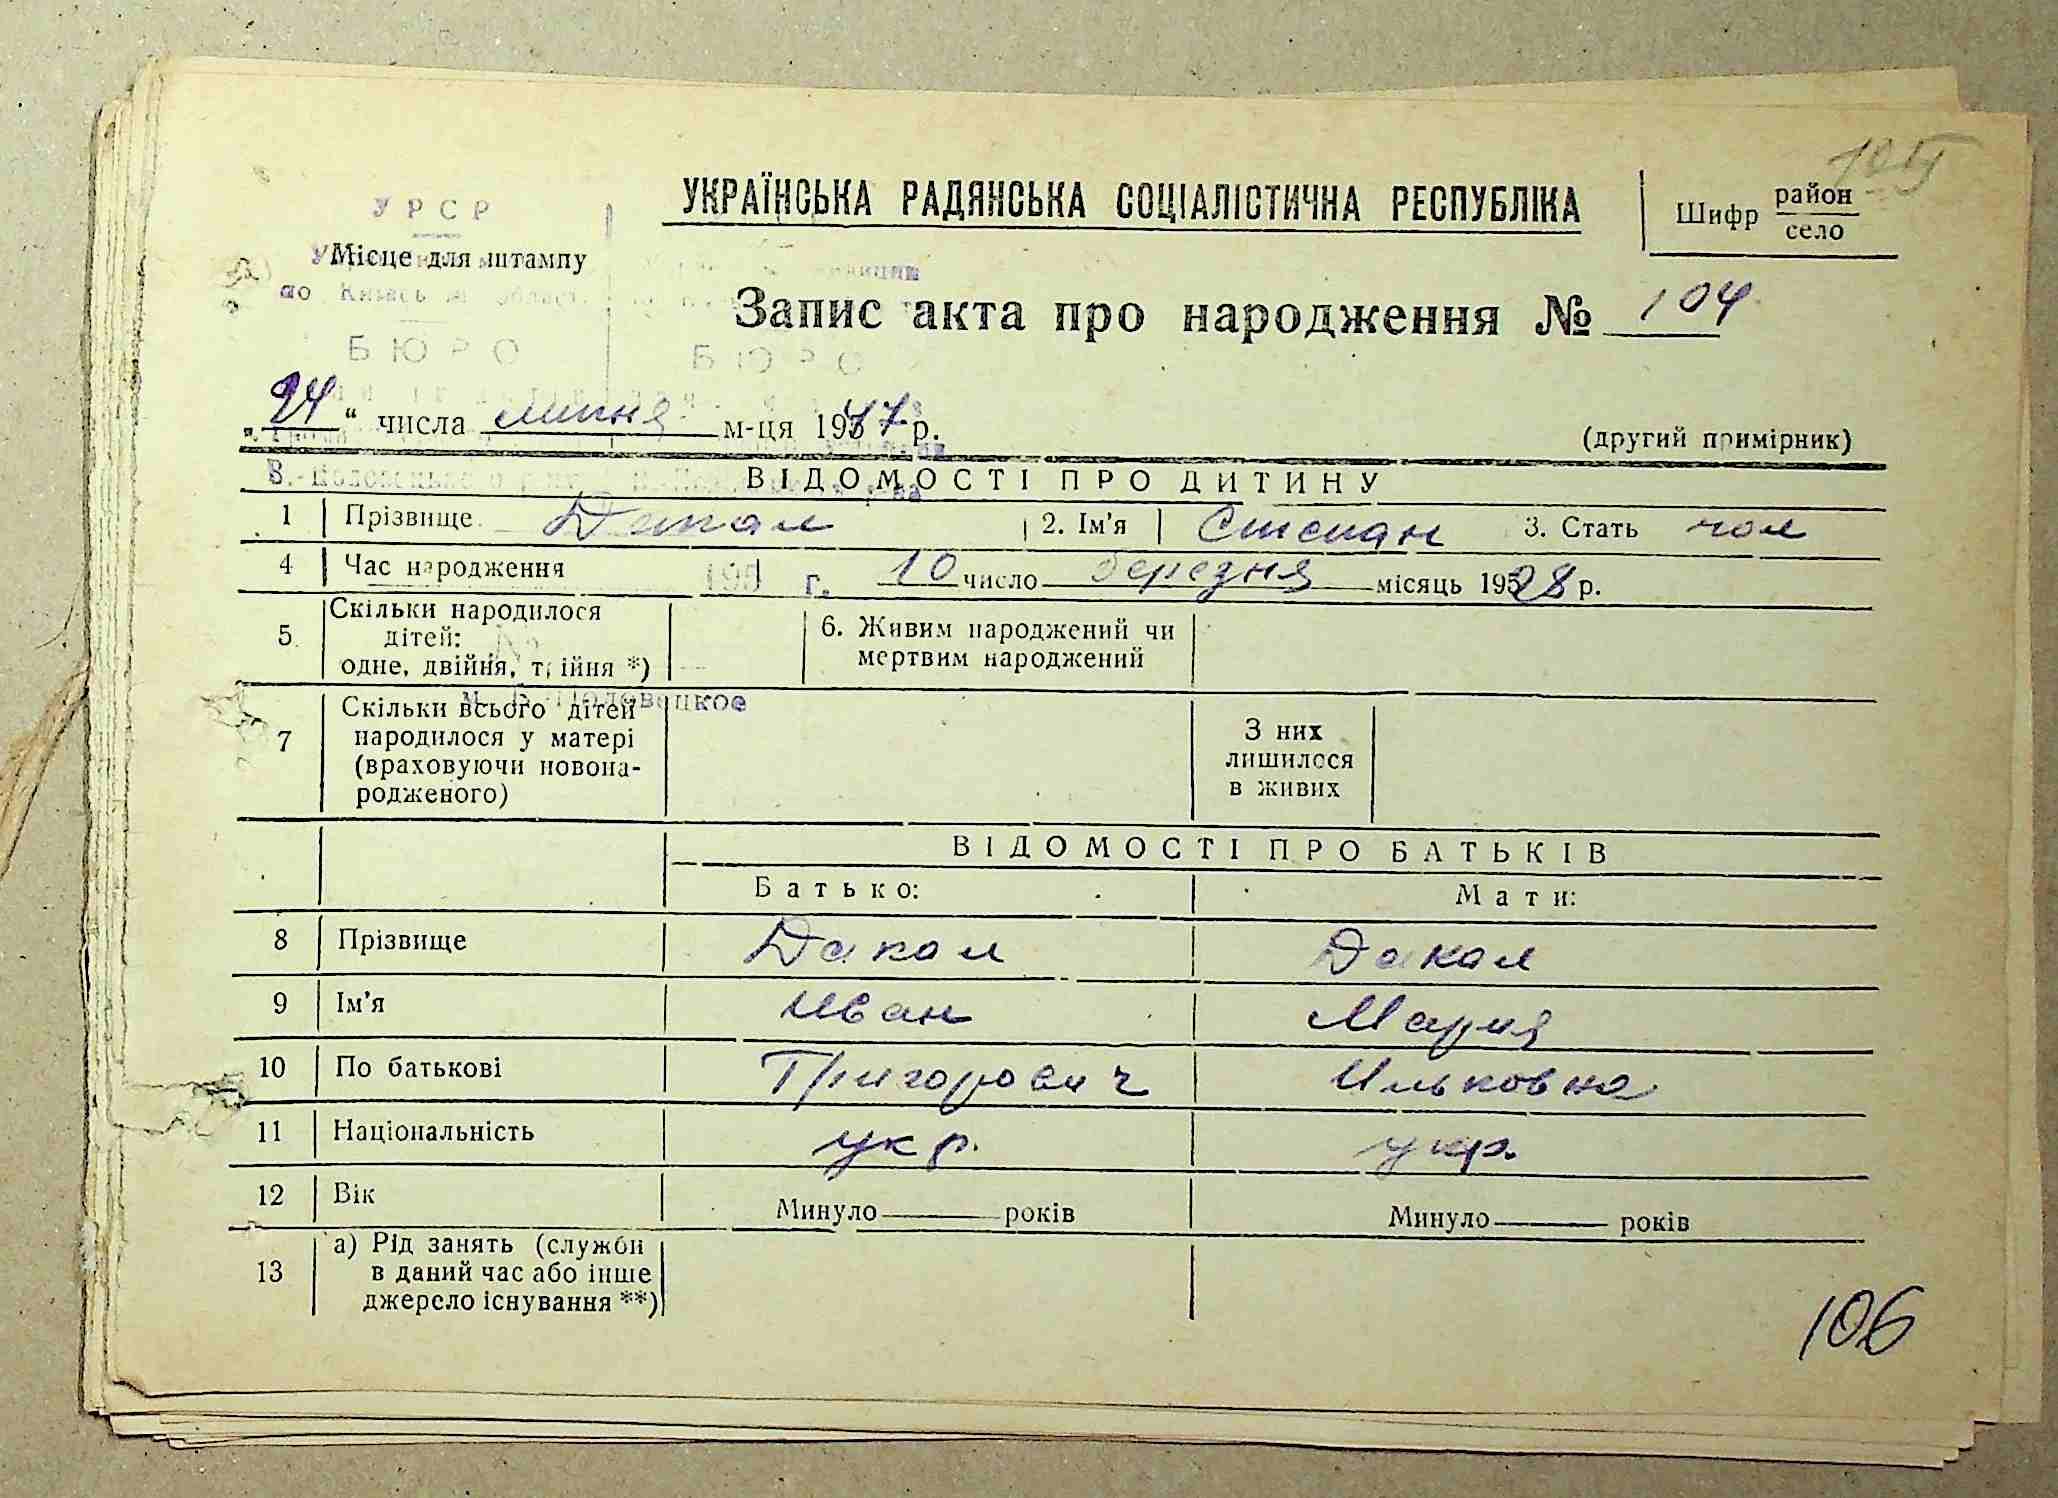 105
УКРАЇНСЬКА РАДЯНСЬКА СОЦІАЛІСТИЧНА РЕСПУБЛІКА
Шифр район
село
УРСР
Місце для штампу
по
БЮРО БЮРО
Запис акта про народження № 104
„24“ числа липня м-ця 1947 р.
(другий примірник)
ВІДОМОСТІ ПРО ДИТИНУ
1 Прізвище Дакал 2. Ім'я Степан 3. Стать чол
4 Час народження 195 г. 10 число березня місяць 1928 р.
5. Скільки народилося дітей: одне, двійня, трійня *)
6. Живим народжений чи мертвим народжений
Половецкое
7 Скільки всього дітей народилося у матері (враховуючи новонародженого)
З них лишилося в живих
ВІДОМОСТІ ПРО БАТЬКІВ
Батько: Мати:
8 Прізвище Дакал Дакал
9 Ім'я Иван Мария
10 По батькові Григорович Ильковна
11 Національність укр. укр.
12 Вік Минуло років Минуло років
13 а) Рід занять (служби в даний час або інше джерело існування **)
106